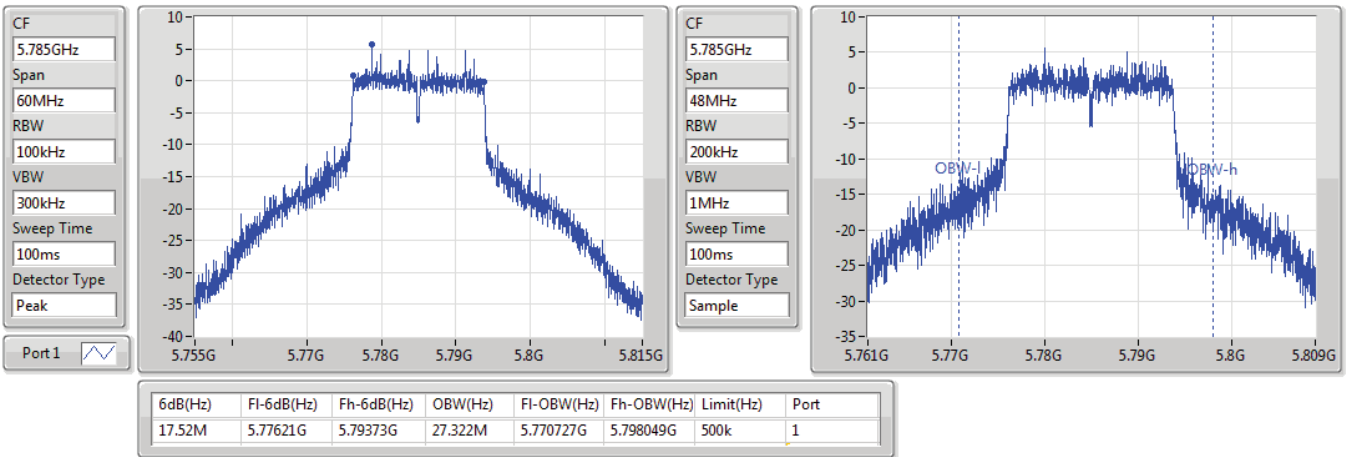 CF
5.785GHz
Span
60MHz
RBW
100kHz
VBW
300kHz
Sweep Time
100ms
Detector Type
Peak
Port 1
10
5
0
-5
-10
-15
-20
-25
-30
-35
-40
5.755G 5.77G 5.78G 5.79G 5.8G 5.815G
CF
5.785GHz
Span
48MHz
RBW
200kHz
VBW
1MHz
Sweep Time
100ms
Detector Type
Sample
10
5
0
-5
-10
-15
-20
-25
-30
-35
OBW-l OBW-h
5.761G 5.77G 5.78G 5.79G 5.8G 5.809G
6dB(Hz) Fl-6dB(Hz) Fh-6dB(Hz) OBW(Hz) Fl-OBW(Hz) Fh-OBW(Hz) Limit(Hz) Port
17.52M 5.77621G 5.79373G 27.322M 5.770727G 5.798049G 500k 1